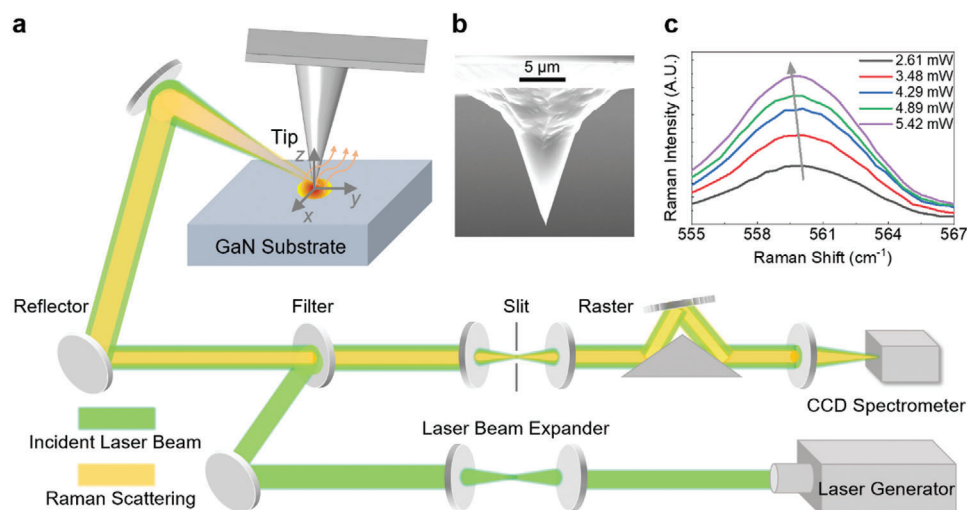 a
Tip
z
y
x
GaN Substrate
b
5 μm
c
Raman Intensity (A.U.)
2.61 mW
3.48 mW
4.29 mW
4.89 mW
5.42 mW
555 558 561 564 567
Raman Shift (cm⁻¹)
Reflector
Filter
Slit
Raster
CCD Spectrometer
Incident Laser Beam
Laser Beam Expander
Raman Scattering
Laser Generator